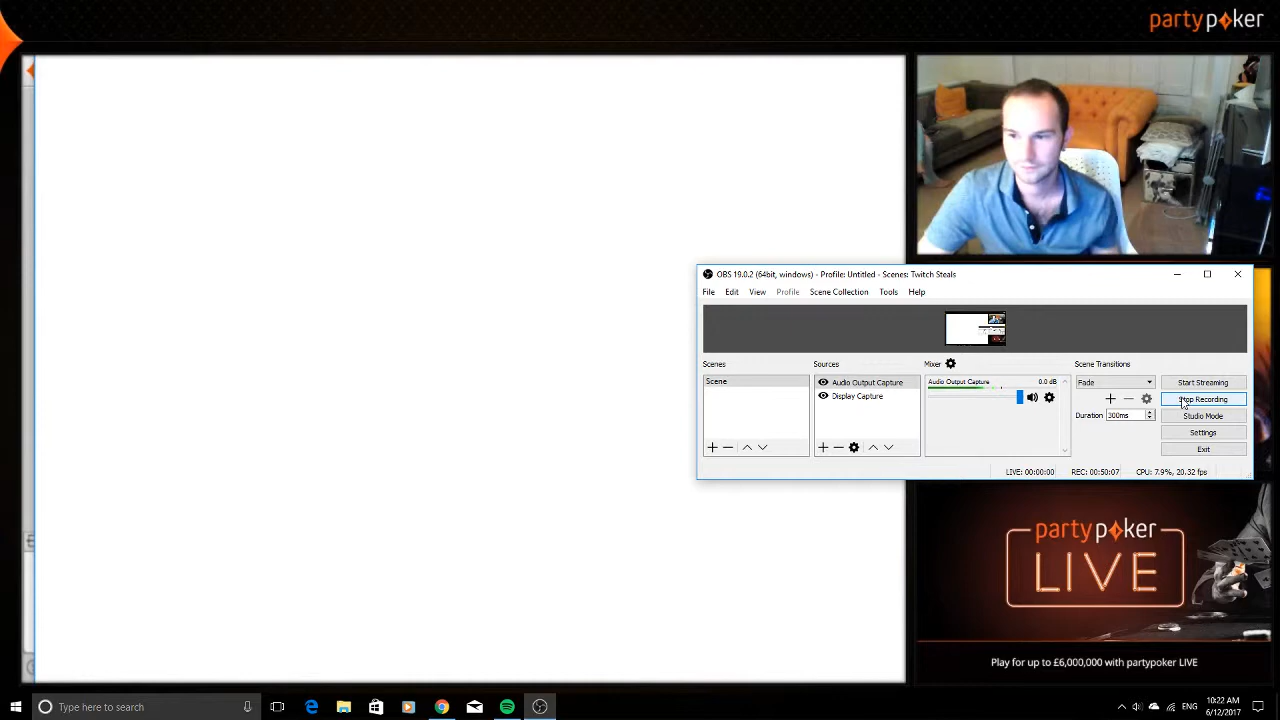 partypoker
OBS 19.0.2 (64bit, windows) - Profile: Untitled - Scenes: Twitch Steals
File Edit View Profile Scene Collection Tools Help
Scenes Sources Mixer Scene Transitions
Scene
Audio Output Capture
Display Capture
Audio Output Capture 0.0 dB
Fade
Duration 300ms
Start Streaming
Stop Recording
Studio Mode
Settings
Exit
LIVE: 00:00:00 REC: 00:50:07 CPU: 7.9%, 20.32 fps
partypoker
LIVE
Play for up to £6,000,000 with partypoker LIVE
Type here to search
ENG
10:22 AM
6/12/2017